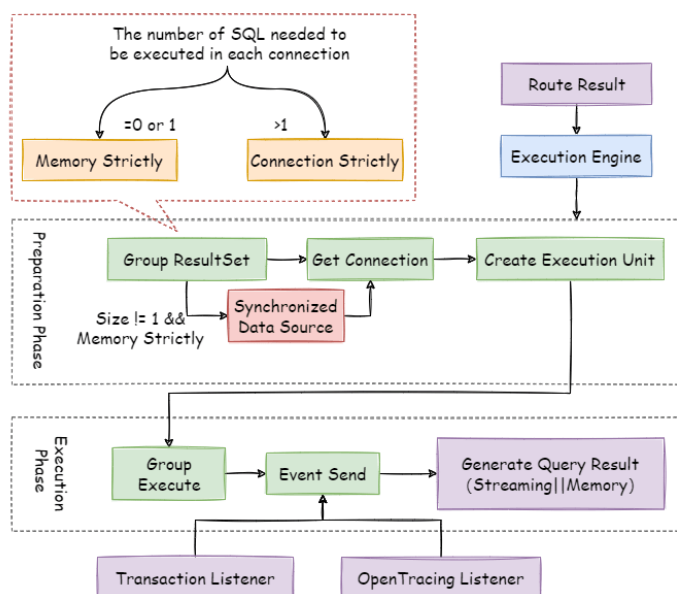 The number of SQL needed to
be executed in each connection
=0 or 1
>1
Memory Strictly
Connection Strictly
Route Result
Execution Engine
Preparation Phase
Group ResultSet
Get Connection
Create Execution Unit
Size != 1 &&
Memory Strictly
Synchronized
Data Source
Execution
Phase
Group
Execute
Event Send
Generate Query Result
(Streaming||Memory)
Transaction Listener
OpenTracing Listener